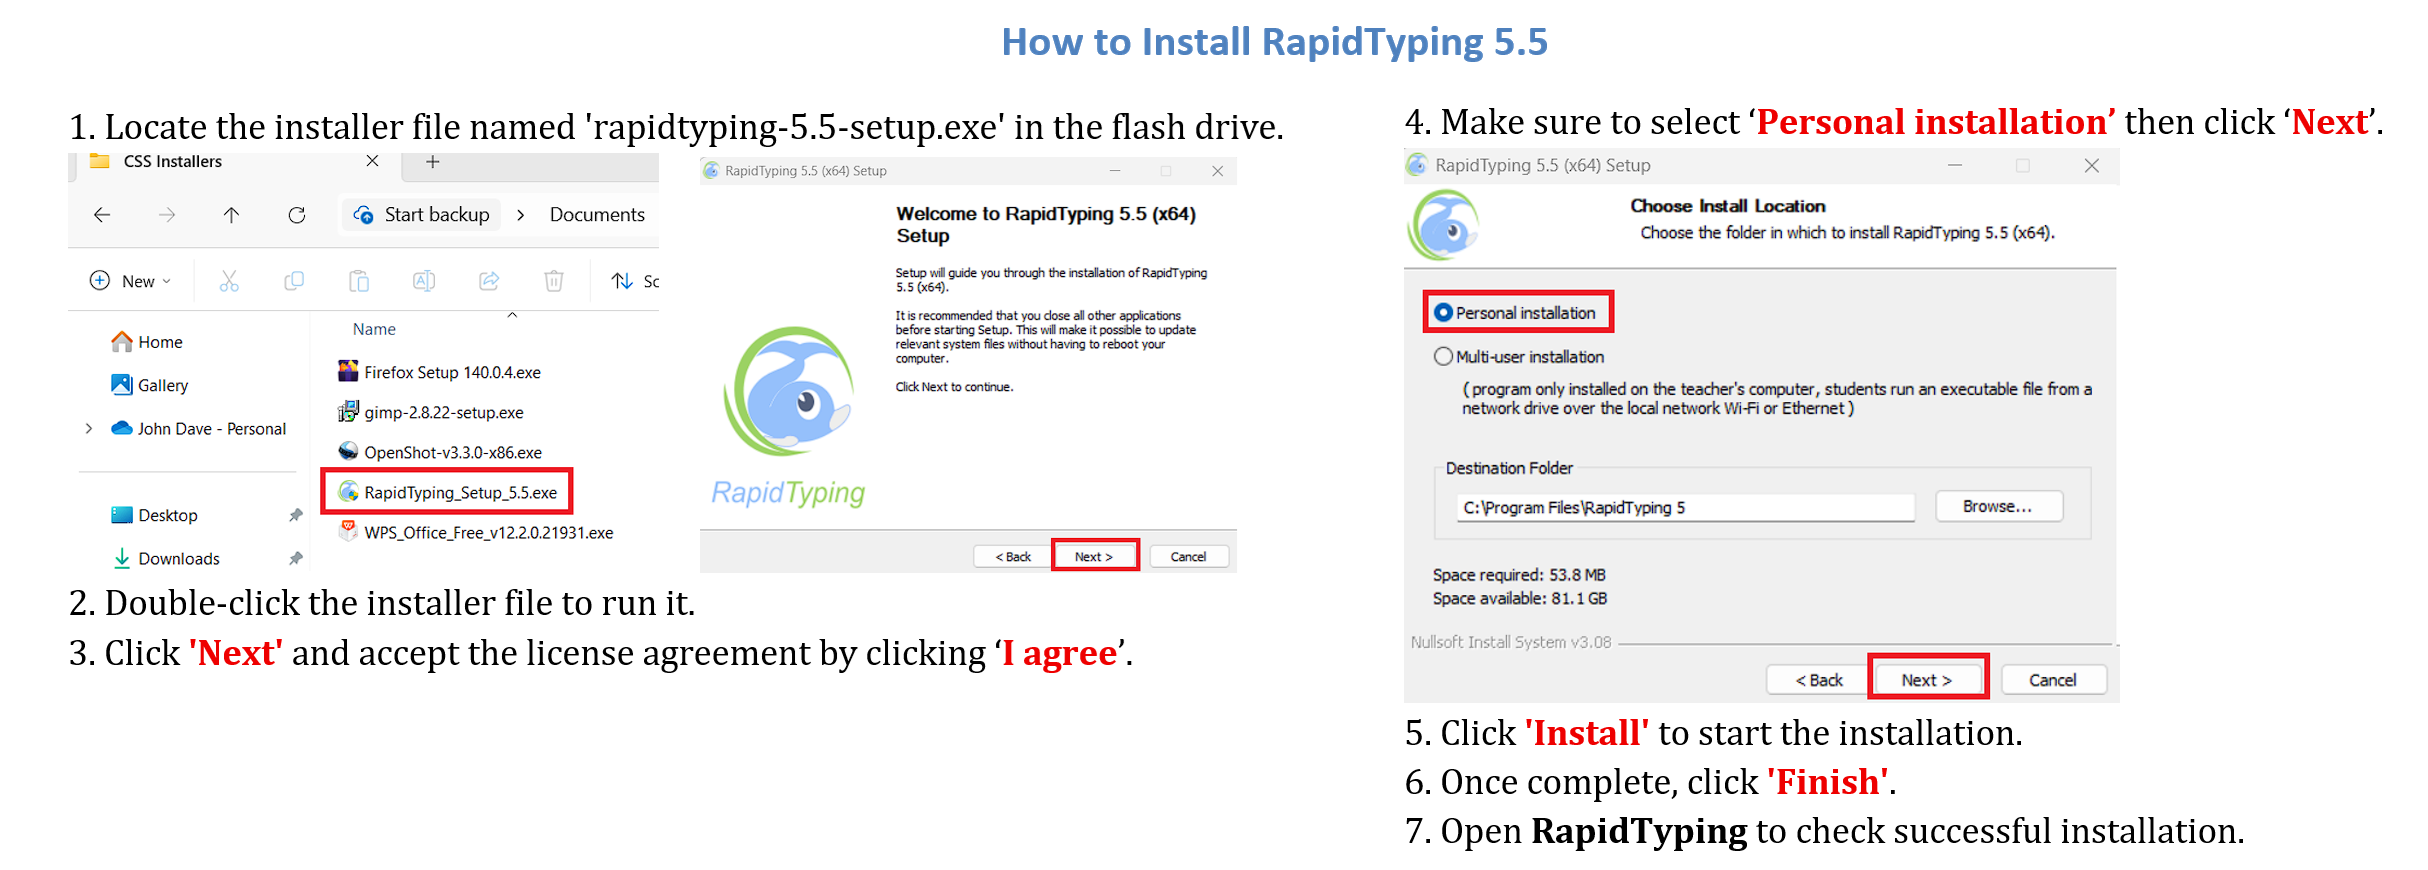 How to Install RapidTyping 5.5
1. Locate the installer file named 'rapidtyping-5.5-setup.exe' in the flash drive.
CSS Installers
Start backup
Documents
New
Name
Home
Gallery
John Dave - Personal
Desktop
Downloads
Firefox Setup 140.0.4.exe
gimp-2.8.22-setup.exe
OpenShot-v3.3.0-x86.exe
RapidTyping_Setup_5.5.exe
WPS_Office_Free_v12.2.0.21931.exe
RapidTyping 5.5 (x64) Setup
Welcome to RapidTyping 5.5 (x64)
Setup
Setup will guide you through the installation of RapidTyping
5.5 (x64).
It is recommended that you close all other applications
before starting Setup. This will make it possible to update
relevant system files without having to reboot your
computer.
Click Next to continue.
RapidTyping
< Back
Next >
Cancel
2. Double-click the installer file to run it.
3. Click 'Next' and accept the license agreement by clicking ‘I agree’.
4. Make sure to select ‘Personal installation’ then click ‘Next’.
RapidTyping 5.5 (x64) Setup
Choose Install Location
Choose the folder in which to install RapidTyping 5.5 (x64).
Personal installation
Multi-user installation
( program only installed on the teacher's computer, students run an executable file from a
network drive over the local network Wi-Fi or Ethernet )
Destination Folder
C:\Program Files\RapidTyping 5
Browse...
Space required: 53.8 MB
Space available: 81.1 GB
Nullsoft Install System v3.08
< Back
Next >
Cancel
5. Click 'Install' to start the installation.
6. Once complete, click 'Finish'.
7. Open RapidTyping to check successful installation.